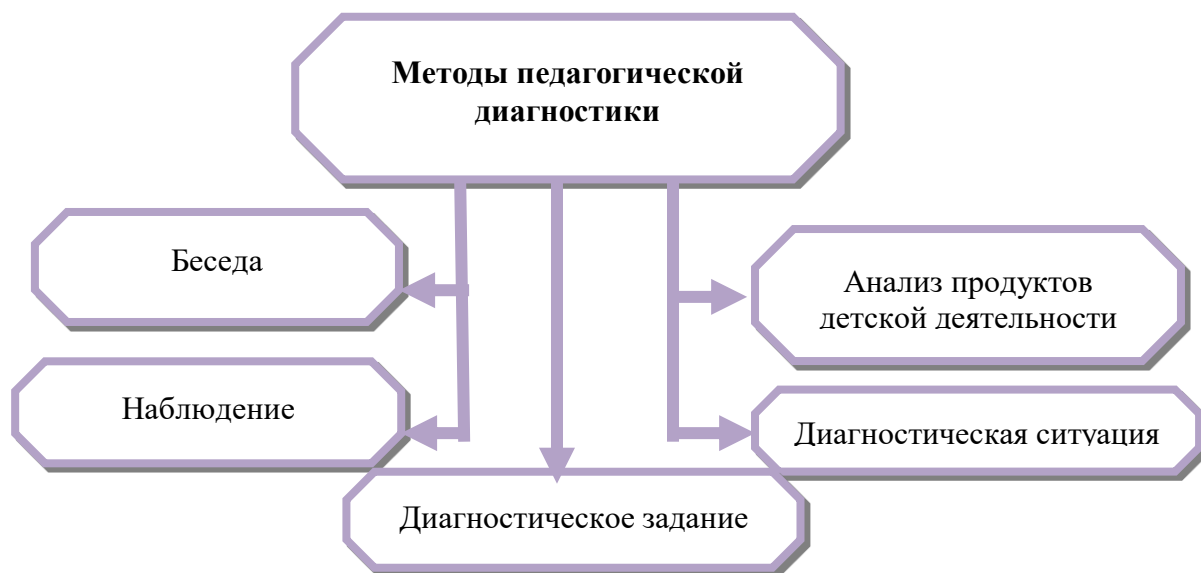 Методы педагогической
диагностики
Беседа
Анализ продуктов
детской деятельности
Наблюдение
Диагностическая ситуация
Диагностическое задание